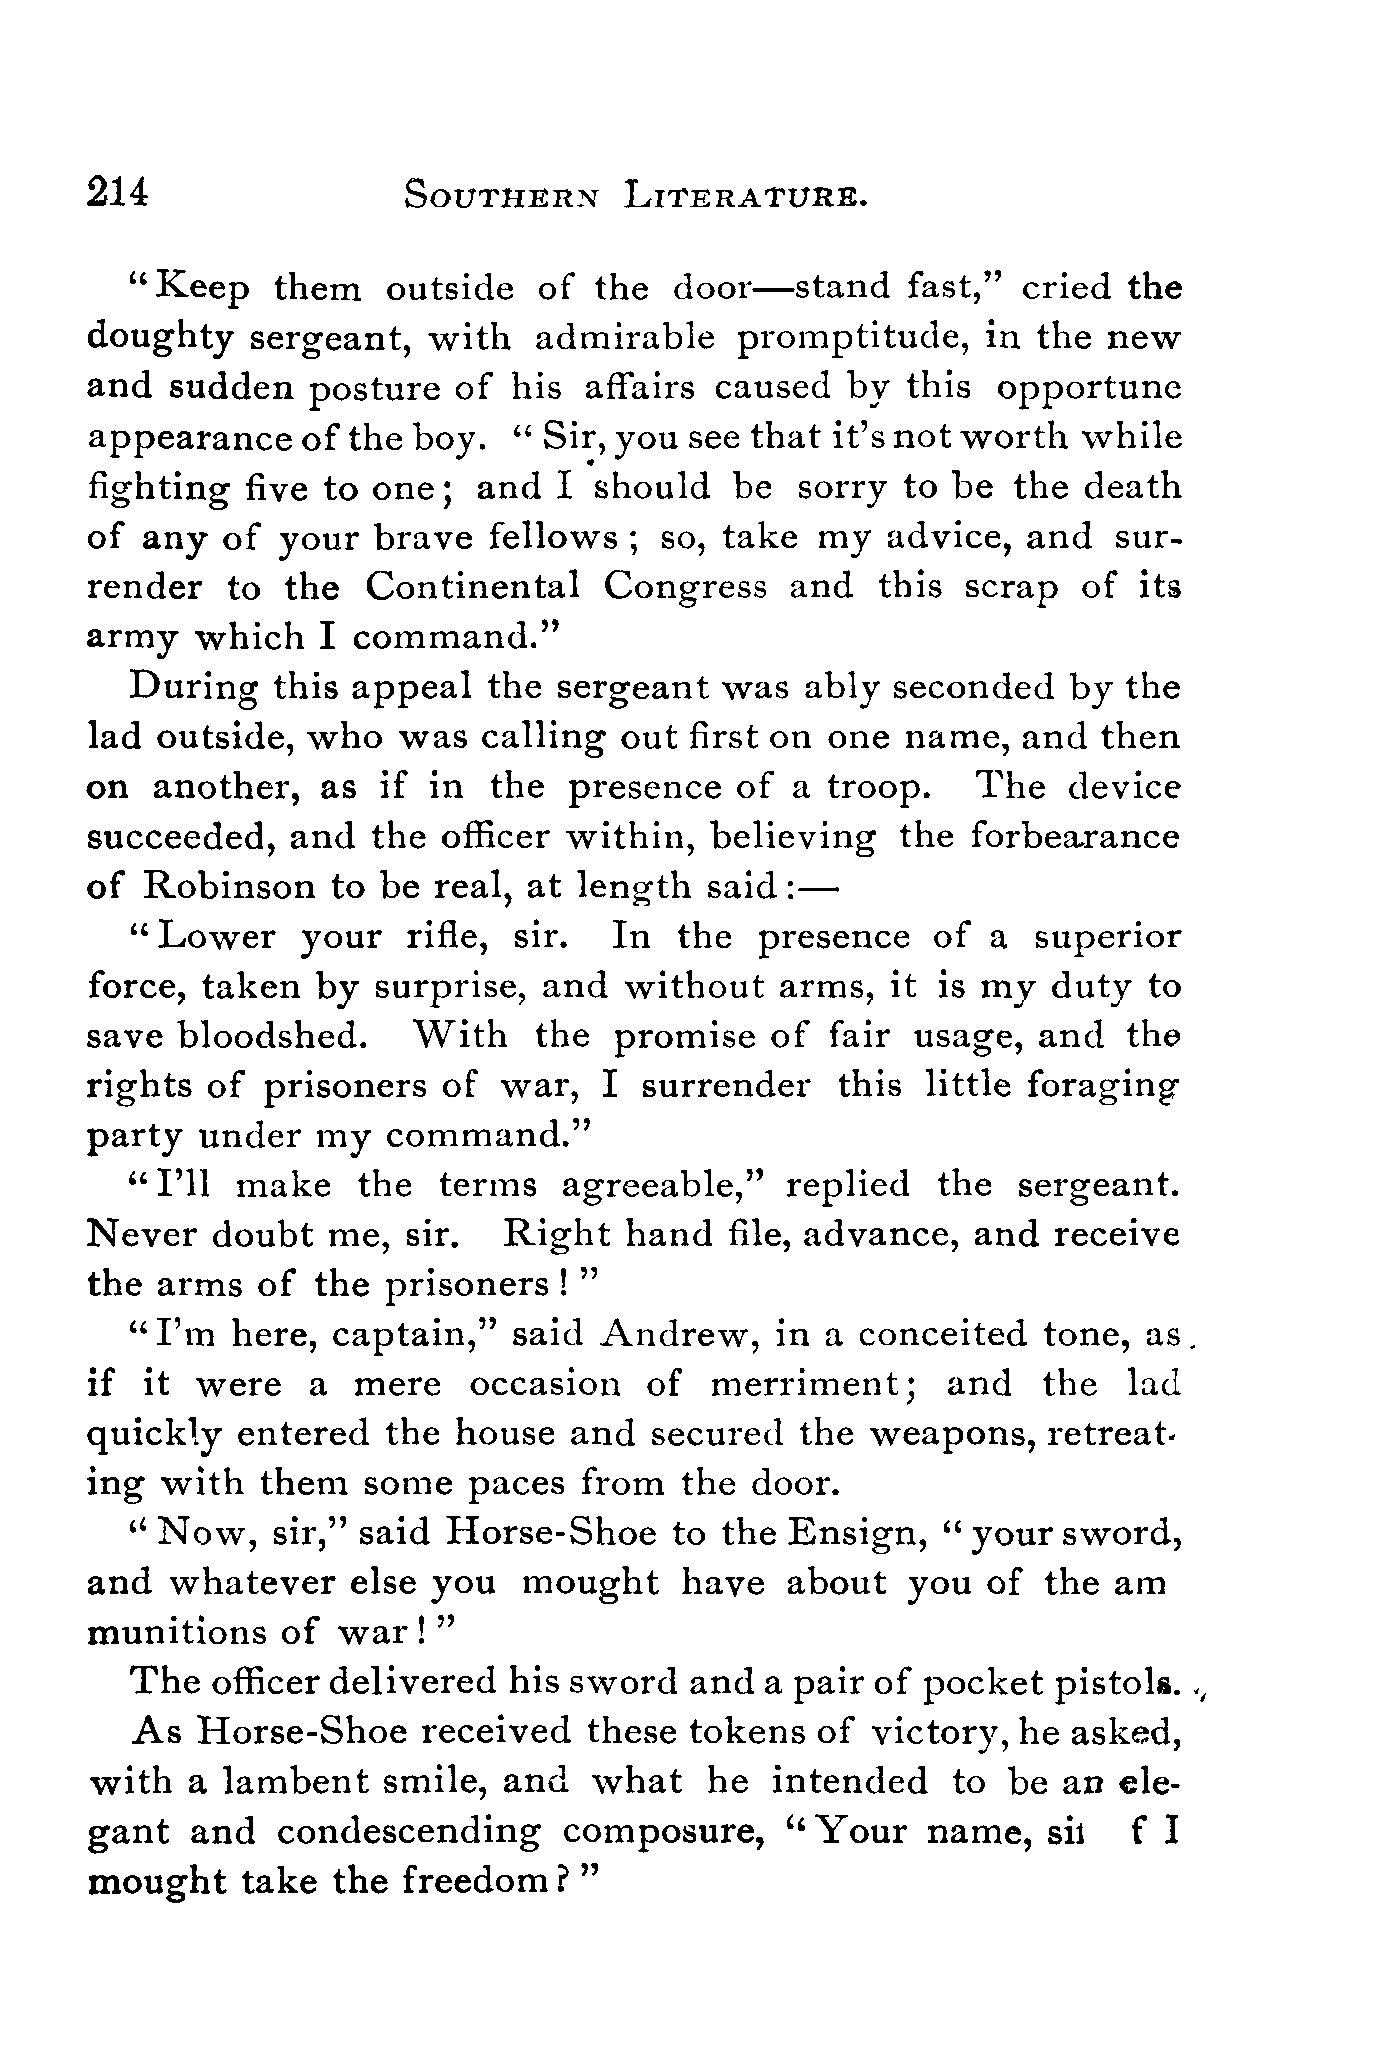 214 SOUTHERN LITERATURE.
“Keep them outside of the door—stand fast,” cried the
doughty sergeant, with admirable promptitude, in the new
and sudden posture of his affairs caused by this opportune
appearance of the boy. “Sir, you see that it’s not worth while
fighting five to one; and I should be sorry to be the death
of any of your brave fellows; so, take my advice, and sur-
render to the Continental Congress and this scrap of its
army which I command.”
During this appeal the sergeant was ably seconded by the
lad outside, who was calling out first on one name, and then
on another, as if in the presence of a troop. The device
succeeded, and the officer within, believing the forbearance
of Robinson to be real, at length said:—
“Lower your rifle, sir. In the presence of a superior
force, taken by surprise, and without arms, it is my duty to
save bloodshed. With the promise of fair usage, and the
rights of prisoners of war, I surrender this little foraging
party under my command.”
“I’ll make the terms agreeable,” replied the sergeant.
Never doubt me, sir. Right hand file, advance, and receive
the arms of the prisoners!”
“I’m here, captain,” said Andrew, in a conceited tone, as
if it were a mere occasion of merriment; and the lad
quickly entered the house and secured the weapons, retreat-
ing with them some paces from the door.
“Now, sir,” said Horse-Shoe to the Ensign, “your sword,
and whatever else you mought have about you of the am
munitions of war!”
The officer delivered his sword and a pair of pocket pistols.
As Horse-Shoe received these tokens of victory, he asked,
with a lambent smile, and what he intended to be an ele-
gant and condescending composure, “Your name, I
mought take the freedom?”